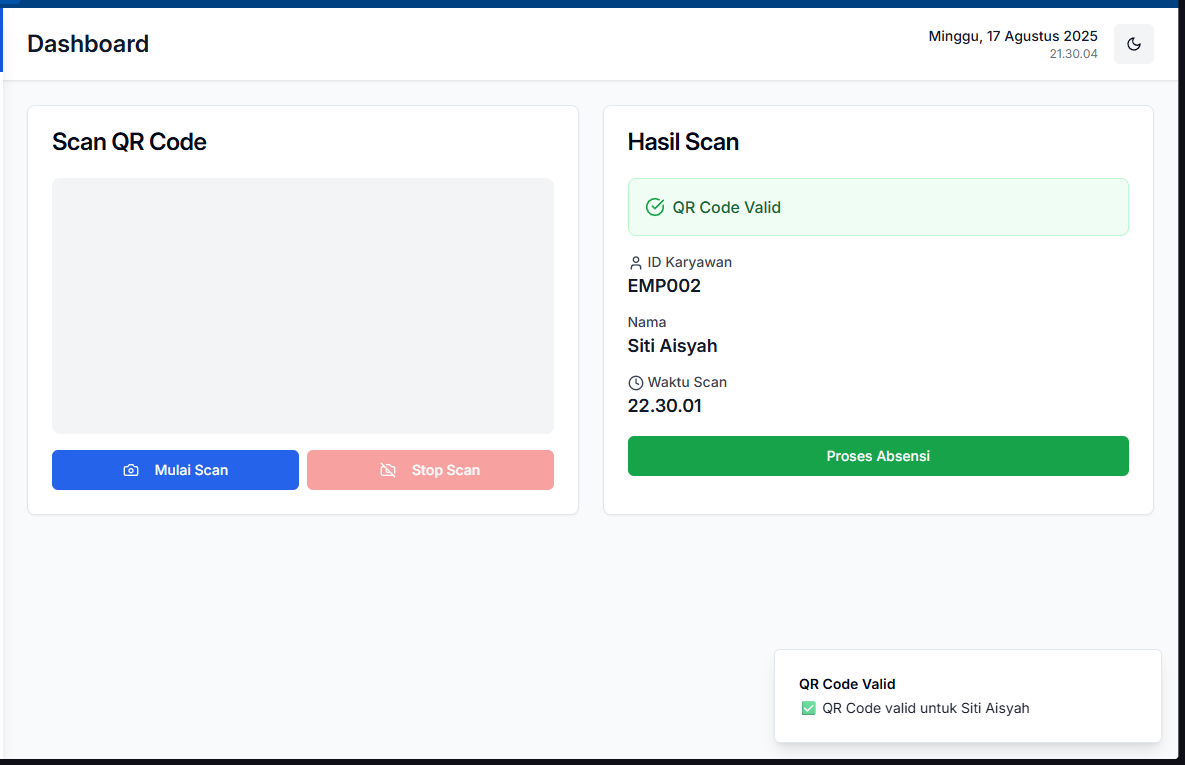 Dashboard
Minggu, 17 Agustus 2025
21.30.04
Scan QR Code
Mulai Scan
Stop Scan
Hasil Scan
QR Code Valid
ID Karyawan
EMP002
Nama
Siti Aisyah
Waktu Scan
22.30.01
Proses Absensi
QR Code Valid
✅ QR Code valid untuk Siti Aisyah